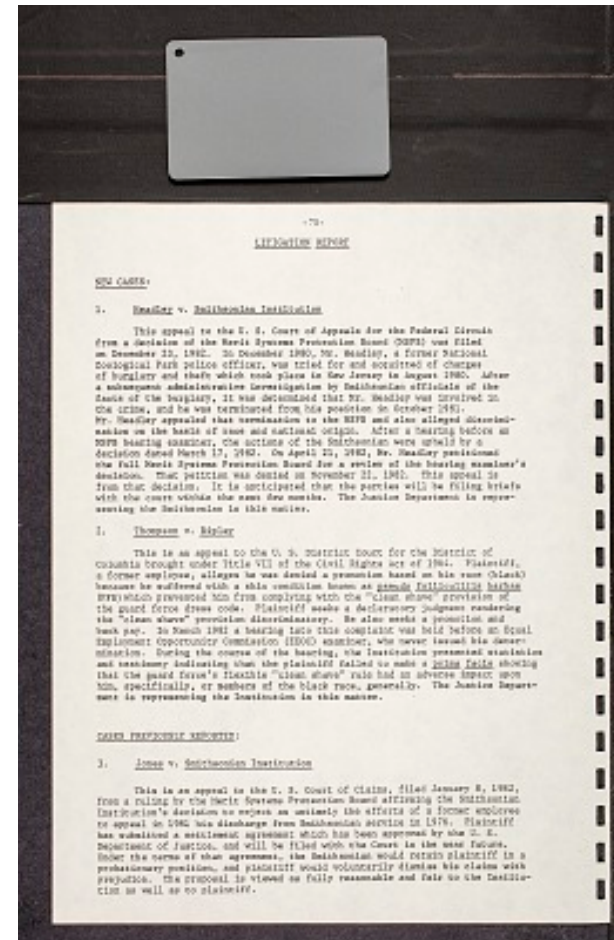 LITIGATION REPORT
NEW CASES:
1. Headley v. Smithsonian Institution
This appeal to the U. S. Court of Appeals for the Federal Circuit
from a decision of the Merit Systems Protection Board (MSPB) was filed
on December 23, 1982. In December 1980, Mr. Headley, a former National
Zoological Park police officer, was tried for and acquitted of charges
of burglary and theft which took place in New Jersey in August 1980. After
a subsequent administrative investigation by Smithsonian officials of the
facts of the burglary, it was determined that Mr. Headley was involved in
the crime, and he was terminated from his position in October 1981.
Mr. Headley appealed that termination to the MSPB and also alleged discrimi-
nation on the basis of race and national origin. After a hearing before an
MSPB hearing examiner, the actions of the Smithsonian were upheld by a
decision dated March 17, 1982. On April 21, 1982, Mr. Headley petitioned
the full Merit Systems Protection Board for a review of the hearing examiner's
decision. That petition was denied on November 22, 1982. This appeal is
from that decision. It is anticipated that the parties will be filing briefs
with the court within the next few months. The Justice Department is repre-
senting the Smithsonian in this matter.
2. Thompson v. Ripley
This is an appeal to the U. S. District Court for the District of
Columbia brought under Title VII of the Civil Rights Act of 1964. Plaintiff,
a former employee, alleges he was denied a promotion based on his race (black)
because he suffered with a skin condition known as pseudo folliculitis barbae
which prevented him from complying with the "clean shave" provision of
the guard force dress code. Plaintiff seeks a declaratory judgment rendering
the "clean shave" provision discriminatory. He also seeks a promotion and
back pay. In March 1981 a hearing into this complaint was held before an Equal
Employment Opportunity Commission (EEOC) examiner, who never issued his deter-
mination. During the course of the hearing, the Institution presented statistics
and testimony indicating that the plaintiff failed to make a prima facie showing
that the guard force's flexible "clean shave" rule had an adverse impact upon
him, specifically, or members of the black race, generally. The Justice Depart-
ment is representing the Institution in this matter.
CASES PREVIOUSLY REPORTED:
3. Jones v. Smithsonian Institution
This is an appeal to the U. S. Court of Claims, filed January 8, 1982,
from a ruling by the Merit Systems Protection Board affirming the Smithsonian
Institution's decision to reject as untimely the efforts of a former employee
to appeal in 1981 his discharge from Smithsonian service in 1976. Plaintiff
has submitted a settlement agreement which has been approved by the U. S.
Department of Justice, and will be filed with the Court in the near future.
Under the terms of that agreement, the Smithsonian would retain plaintiff in a
probationary position, and plaintiff would voluntarily dismiss his claims with
prejudice. The proposal is viewed as fully reasonable and fair to the Institu-
tion as well as to plaintiff.